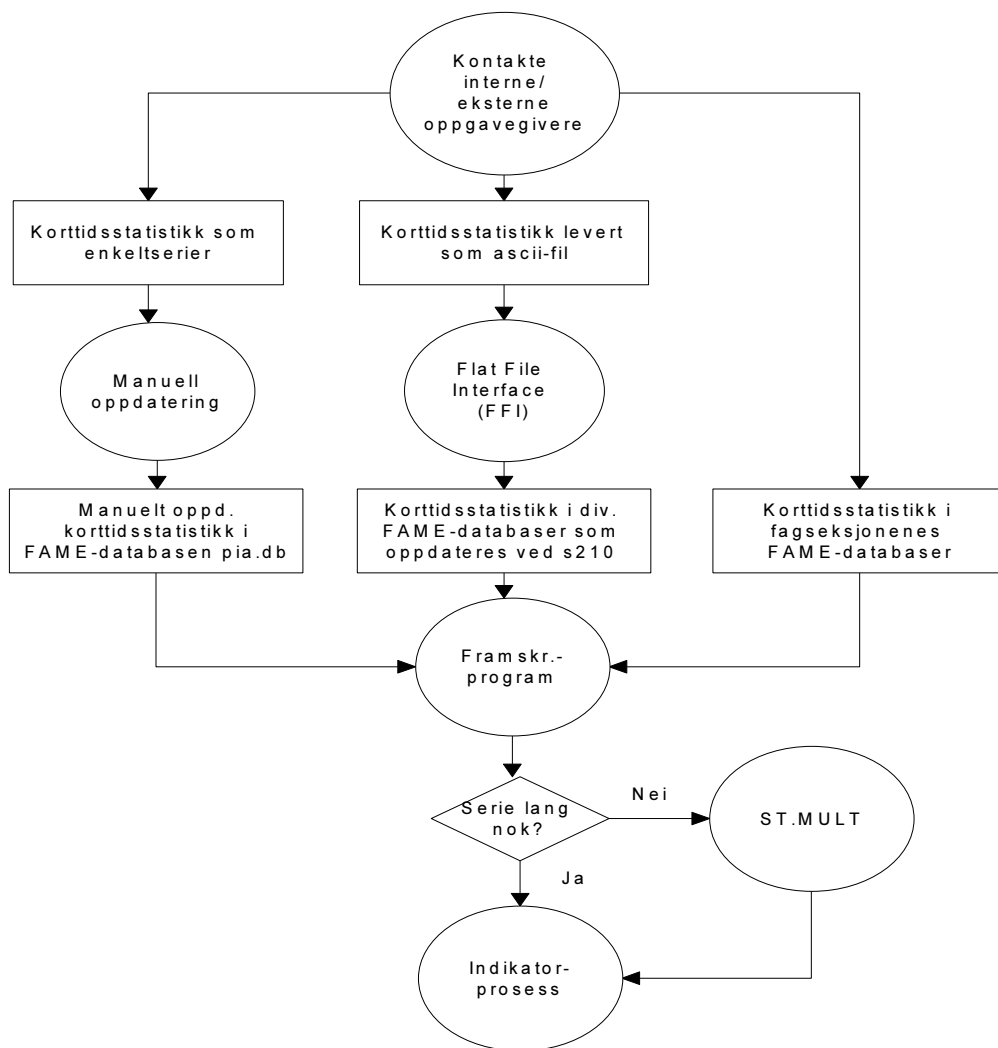 Kontakte
interne/
eksterne
oppgavegivere
Korttidsstatistikk som
enkeltserier
Korttidsstatistikk levert
som ascii-fil
Manuell
oppdatering
Flat File
Interface
(FFI)
Manuelt oppd.
korttidsstatistikk i
FAME-databasen pia.db
Korttidsstatistikk i div.
FAME-databaser som
oppdateres ved s210
Korttidsstatistikk i
fagseksjonenes
FAME-databaser
Framskr.-
program
Serie lang
nok?
Nei
ST.MULT
Ja
Indikator-
prosess